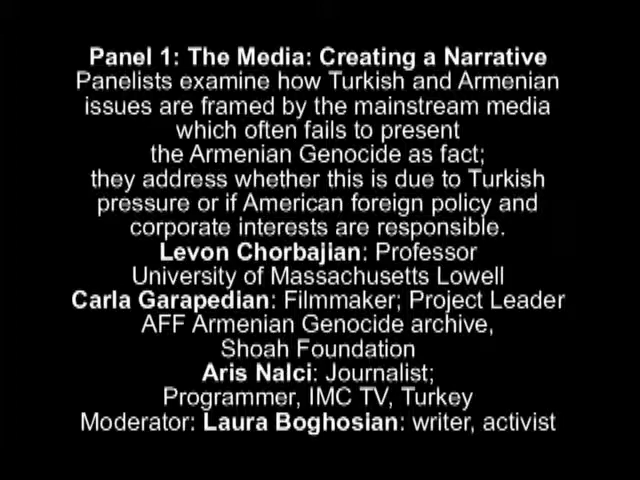 Panel 1: The Media: Creating a Narrative
Panelists examine how Turkish and Armenian
issues are framed by the mainstream media
which often fails to present
the Armenian Genocide as fact;
they address whether this is due to Turkish
pressure or if American foreign policy and
corporate interests are responsible.
Levon Chorbajian: Professor
University of Massachusetts Lowell
Carla Garapedian: Filmmaker; Project Leader
AFF Armenian Genocide archive,
Shoah Foundation
Aris Nalci: Journalist;
Programmer, IMC TV, Turkey
Moderator: Laura Boghosian: writer, activist